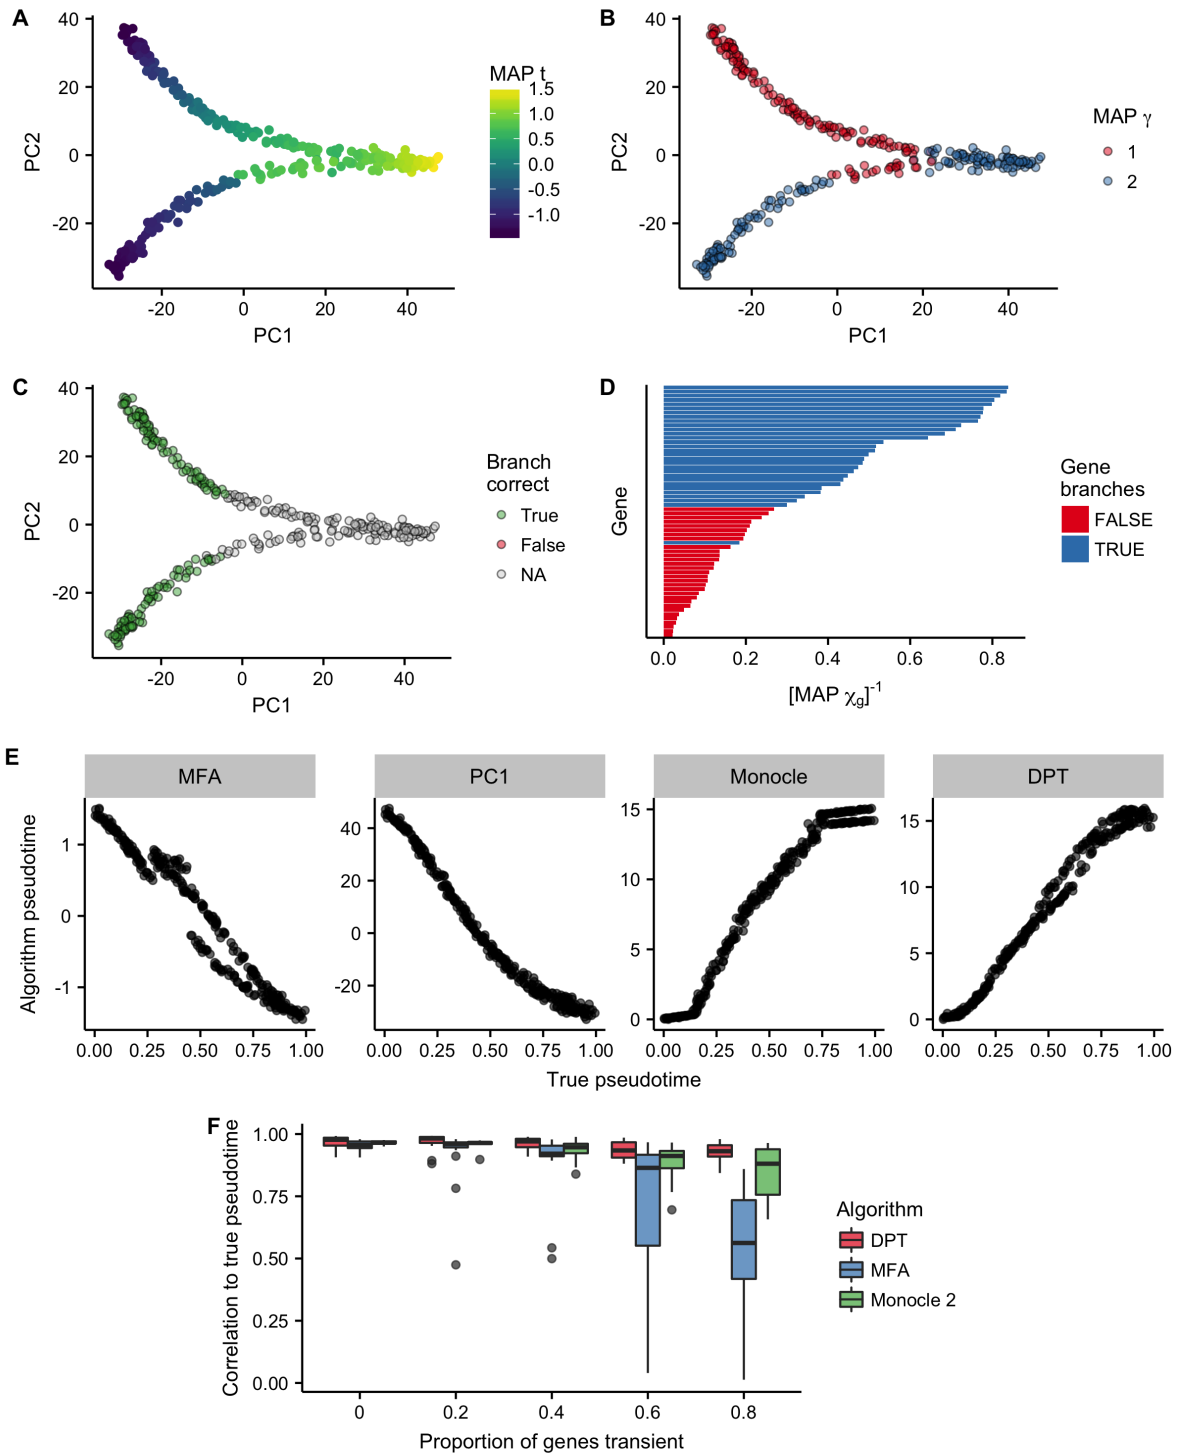 A
40
20
0
-20
PC2
-20
0
20
40
PC1
MAP t
1.5
1.0
0.5
0.0
-0.5
-1.0
B
40
20
0
-20
PC2
-20
0
20
40
PC1
MAP γ
1
2
C
40
20
0
-20
PC2
-20
0
20
40
PC1
Branch
correct
True
False
NA
D
Gene
0.0
0.2
0.4
0.6
0.8
[MAP χg]-1
Gene
branches
FALSE
TRUE
E
MFA
PC1
Monocle
DPT
Algorithm pseudotime
1
0
-1
0.00
0.25
0.50
0.75
1.00
40
20
0
-20
0.00
0.25
0.50
0.75
1.00
15
10
5
0
0.00
0.25
0.50
0.75
1.00
15
10
5
0
0.00
0.25
0.50
0.75
1.00
True pseudotime
F
Correlation to true pseudotime
1.00
0.75
0.50
0.25
0.00
0
0.2
0.4
0.6
0.8
Proportion of genes transient
Algorithm
DPT
MFA
Monocle 2